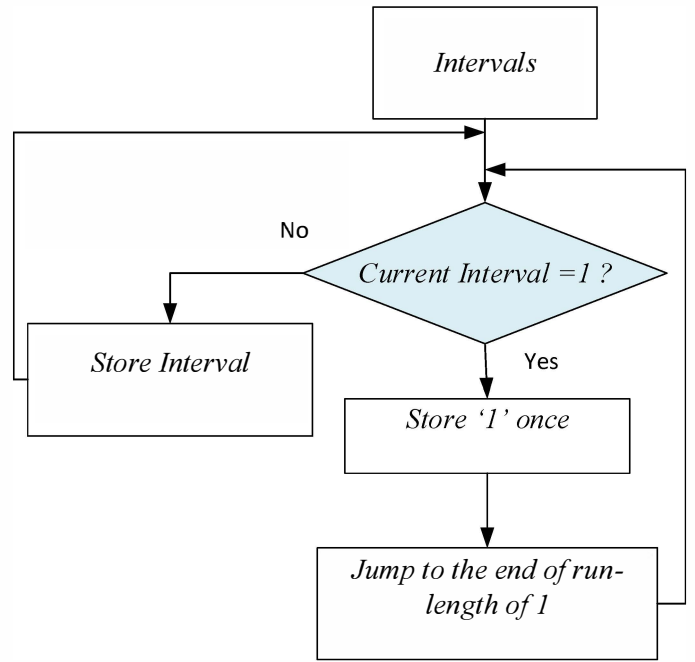 Intervals
No
Current Interval =1 ?
Store Interval
Yes
Store ‘1’ once
Jump to the end of run-
length of 1